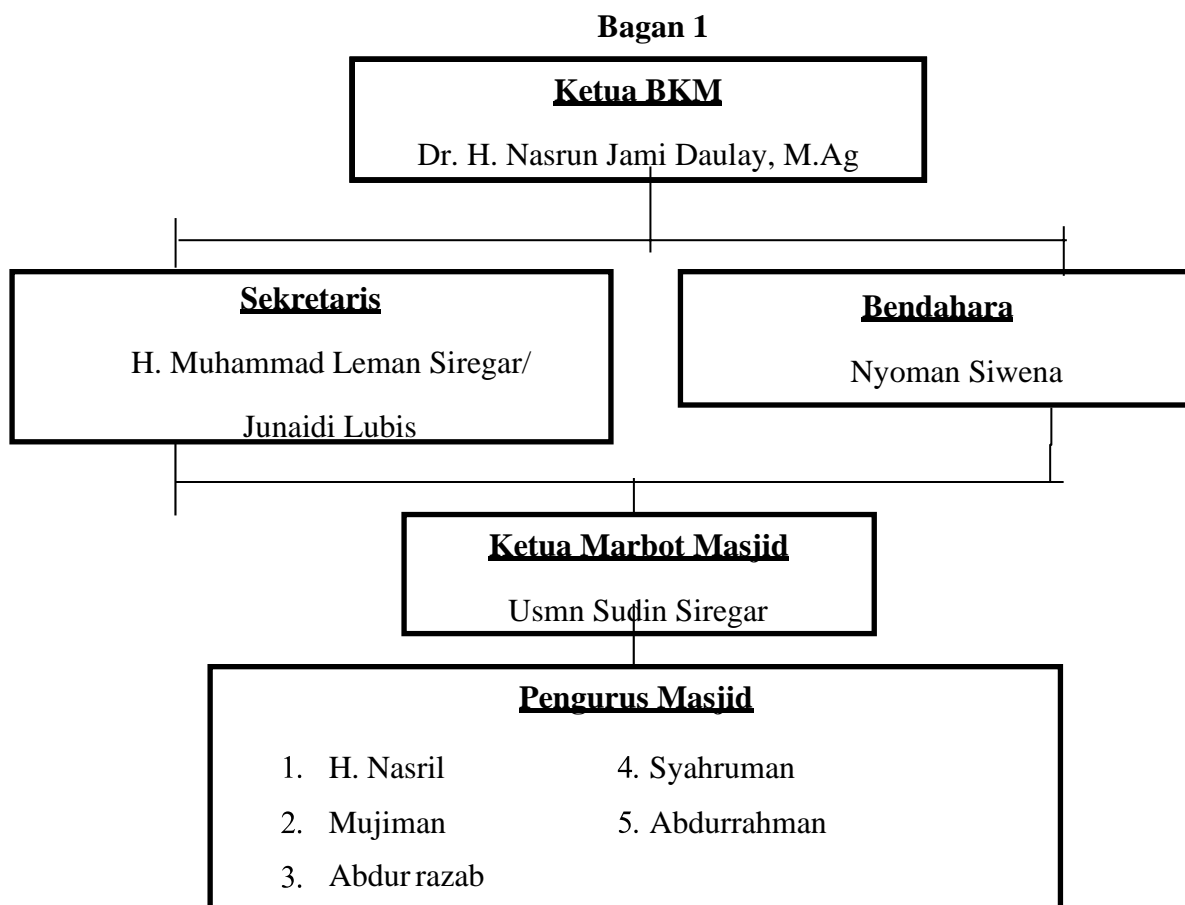 Bagan 1
Ketua BKM
Dr. H. Nasrun Jami Daulay, M.Ag
Sekretaris
H. Muhammad Leman Siregar/
Junaidi Lubis
Bendahara
Nyoman Siwena
Ketua Marbot Masjid
Usmn Sudin Siregar
Pengurus Masjid
1. H. Nasril
2. Mujiman
3. Abdur razab
4. Syahruman
5. Abdurrahman